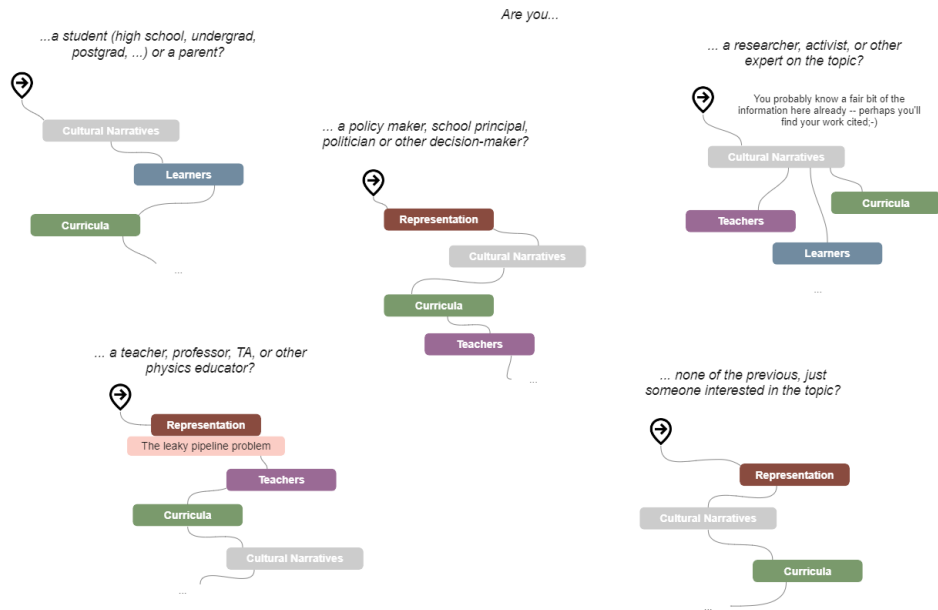 Are you...
...a student (high school, undergrad,
postgrad, ...) or a parent?
Cultural Narratives
Learners
Curricula
...
... a policy maker, school principal,
politician or other decision-maker?
Representation
Cultural Narratives
Curricula
Teachers
...
... a researcher, activist, or other
expert on the topic?
You probably know a fair bit of the
information here already -- perhaps you'll
find your work cited;-)
Cultural Narratives
Curricula
Teachers
Learners
...
... a teacher, professor, TA, or other
physics educator?
Representation
The leaky pipeline problem
Teachers
Curricula
Cultural Narratives
...
... none of the previous, just
someone interested in the topic?
Representation
Cultural Narratives
Curricula
...